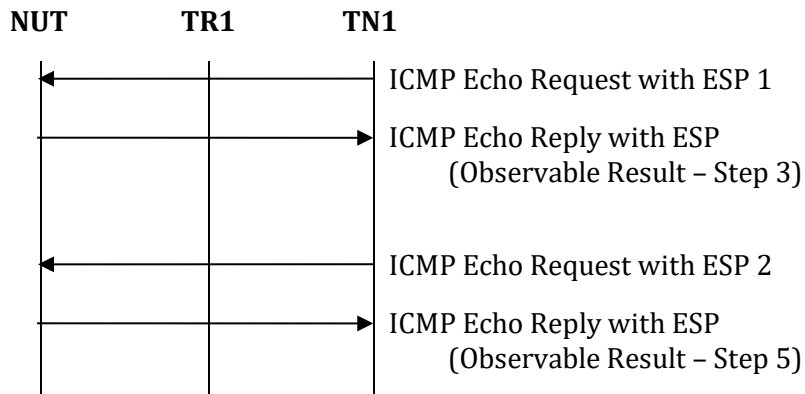 NUT TR1 TN1
ICMP Echo Request with ESP 1
ICMP Echo Reply with ESP
(Observable Result – Step 3)
ICMP Echo Request with ESP 2
ICMP Echo Reply with ESP
(Observable Result – Step 5)